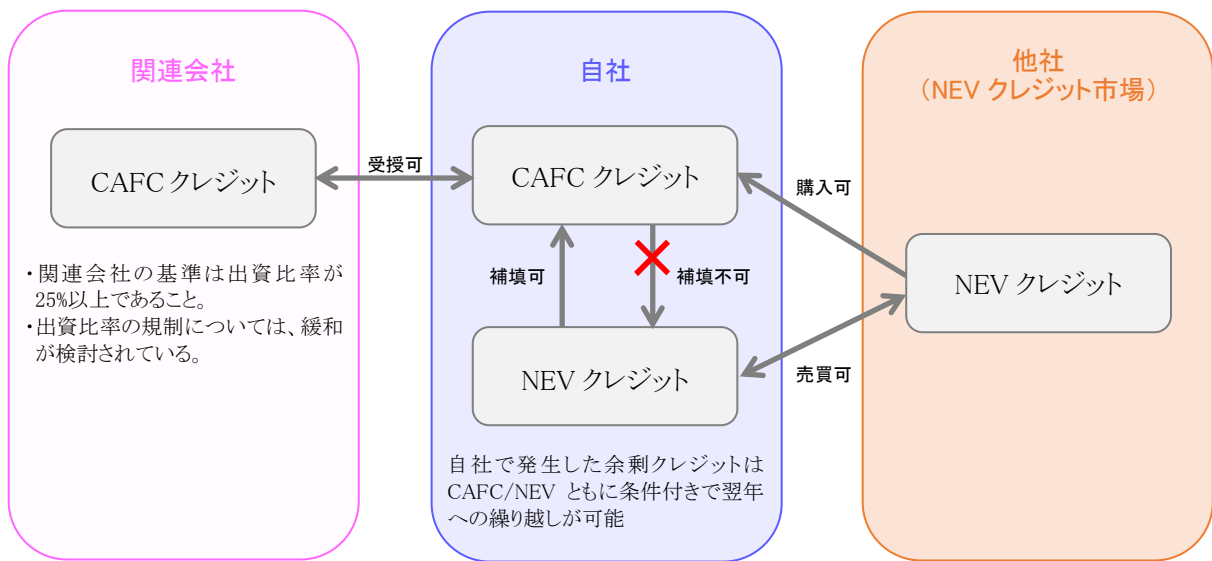 関連会社
CAFCクレジット
・関連会社の基準は出資比率が
25%以上であること。
・出資比率の規制については、緩和
が検討されている。
受授可
自社
CAFC クレジット
補填可
補填不可
NEV クレジット
自社で発生した余剰クレジットは
CAFC/NEV ともに条件付きで翌年
への繰り越しが可能
購入可
売買可
他社
（NEV クレジット市場）
NEV クレジット